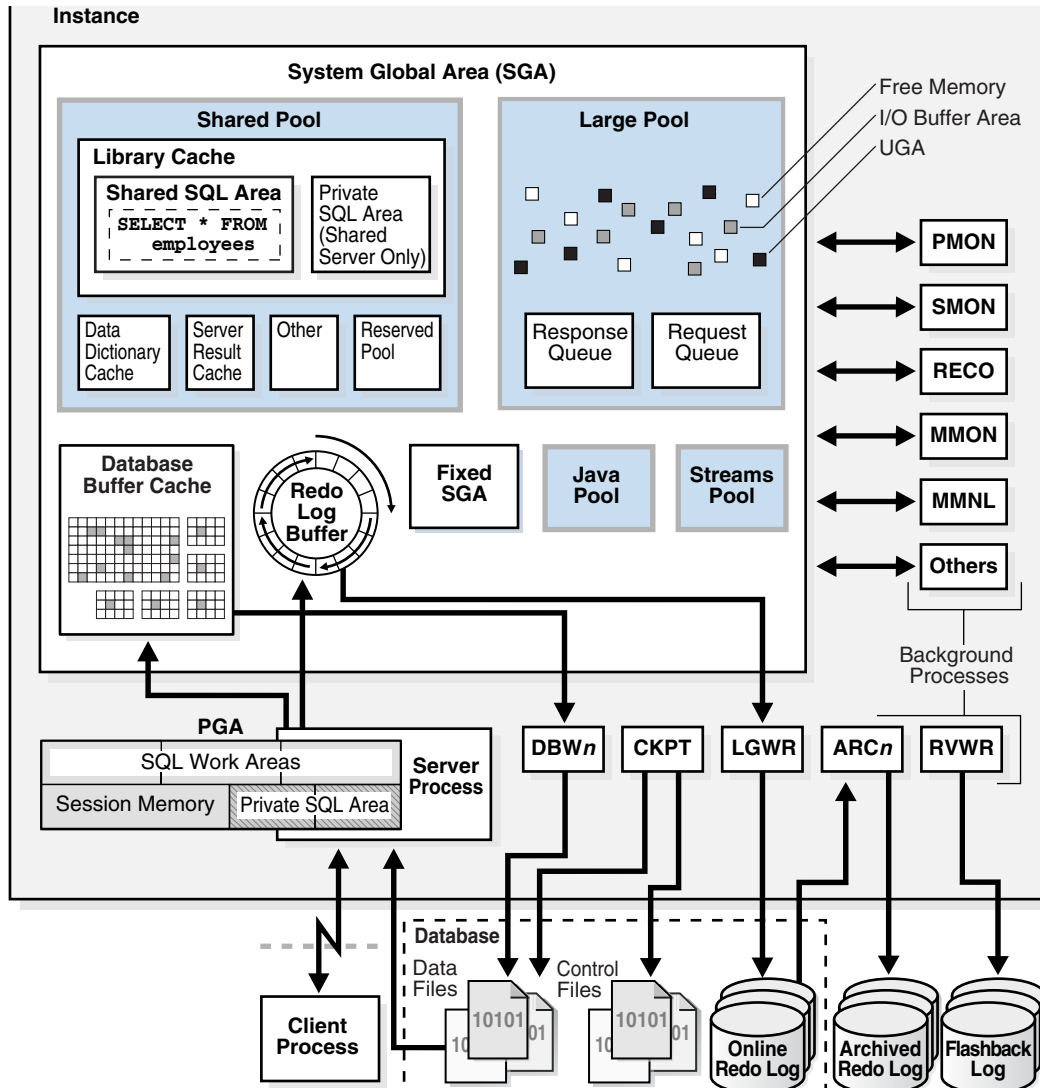 Instance
System Global Area (SGA)
Shared Pool
Library Cache
Shared SQL Area
SELECT * FROM
employees
Private
SQL Area
(Shared
Server Only)
Data
Dictionary
Cache
Server
Result
Cache
Other
Reserved
Pool
Large Pool
Response
Queue
Request
Queue
Free Memory
I/O Buffer Area
UGA
Database
Buffer Cache
Redo
Log
Buffer
Fixed
SGA
Java
Pool
Streams
Pool
PMON
SMON
RECO
MMON
MMNL
Others
Background
Processes
PGA
SQL Work Areas
Session Memory
Private SQL Area
Server
Process
DBWn
CKPT
LGWR
ARCn
RVWR
Client
Process
Database
Data
Files
10101
10
01
Control
Files
10101
10
01
Online
Redo Log
Archived
Redo Log
Flashback
Log